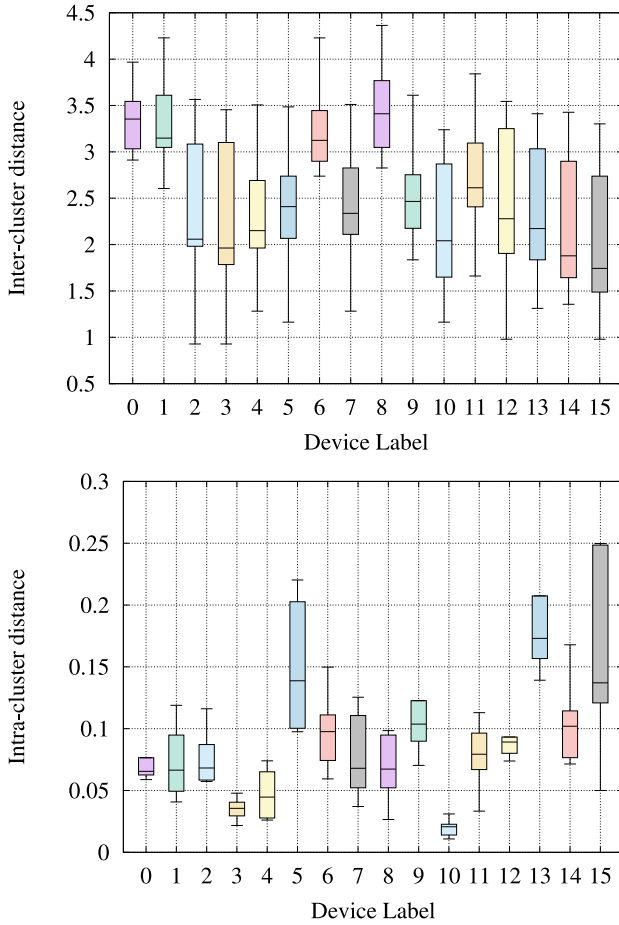 4.5
4
3.5
3
2.5
2
1.5
1
0.5
Inter-cluster distance
0 1 2 3 4 5 6 7 8 9 10 11 12 13 14 15
Device Label
0.3
0.25
0.2
0.15
0.1
0.05
0
Intra-cluster distance
0 1 2 3 4 5 6 7 8 9 10 11 12 13 14 15
Device Label